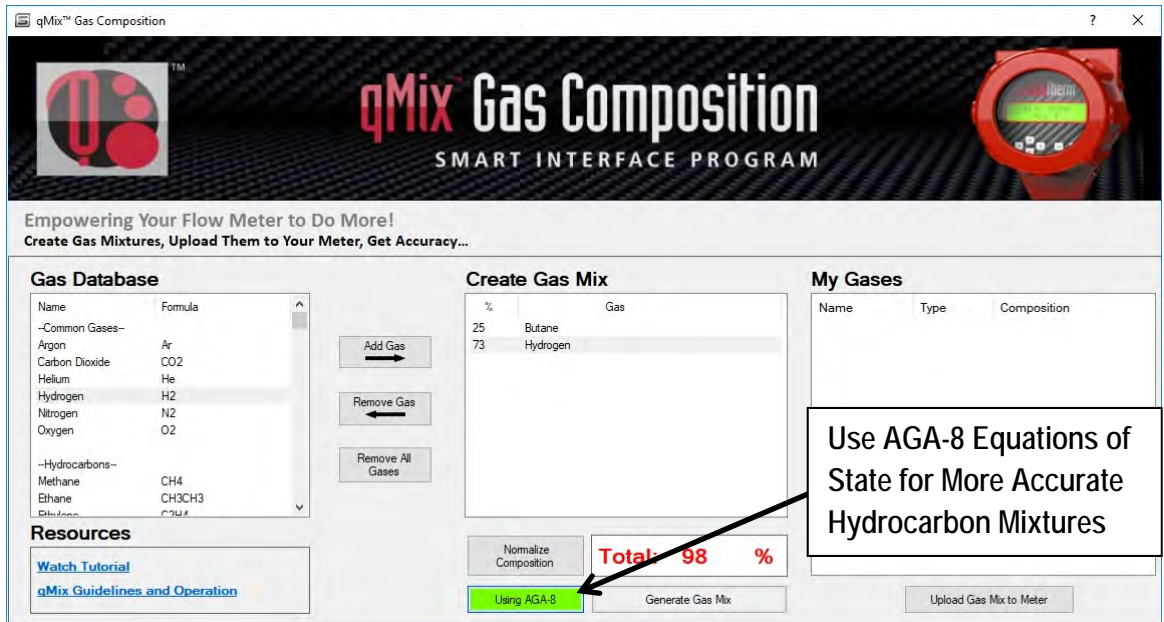 qMix™ Gas Composition
? ×
TM
qMix™ Gas Composition
SMART INTERFACE PROGRAM
Empowering Your Flow Meter to Do More!
Create Gas Mixtures, Upload Them to Your Meter, Get Accuracy...
Gas Database
Name Formula
--Common Gases--
Argon Ar
Carbon Dioxide CO2
Helium He
Hydrogen H2
Nitrogen N2
Oxygen O2
--Hydrocarbons--
Methane CH4
Ethane CH3CH3
Add Gas
Remove Gas
Remove All
Gases
Create Gas Mix
% Gas
25 Butane
73 Hydrogen
My Gases
Name Type Composition
Use AGA-8 Equations of
State for More Accurate
Hydrocarbon Mixtures
Resources
Watch Tutorial
qMix Guidelines and Operation
Normalize
Composition
Total: 98 %
Using AGA-8
Generate Gas Mix
Upload Gas Mix to Meter